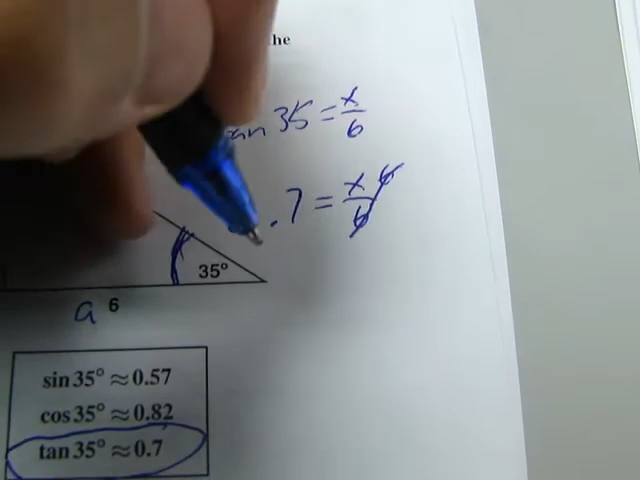 he
an 35 = x/6
.7 = x/6 6
35°
a 6
sin 35° ≈ 0.57
cos 35° ≈ 0.82
tan 35° ≈ 0.7